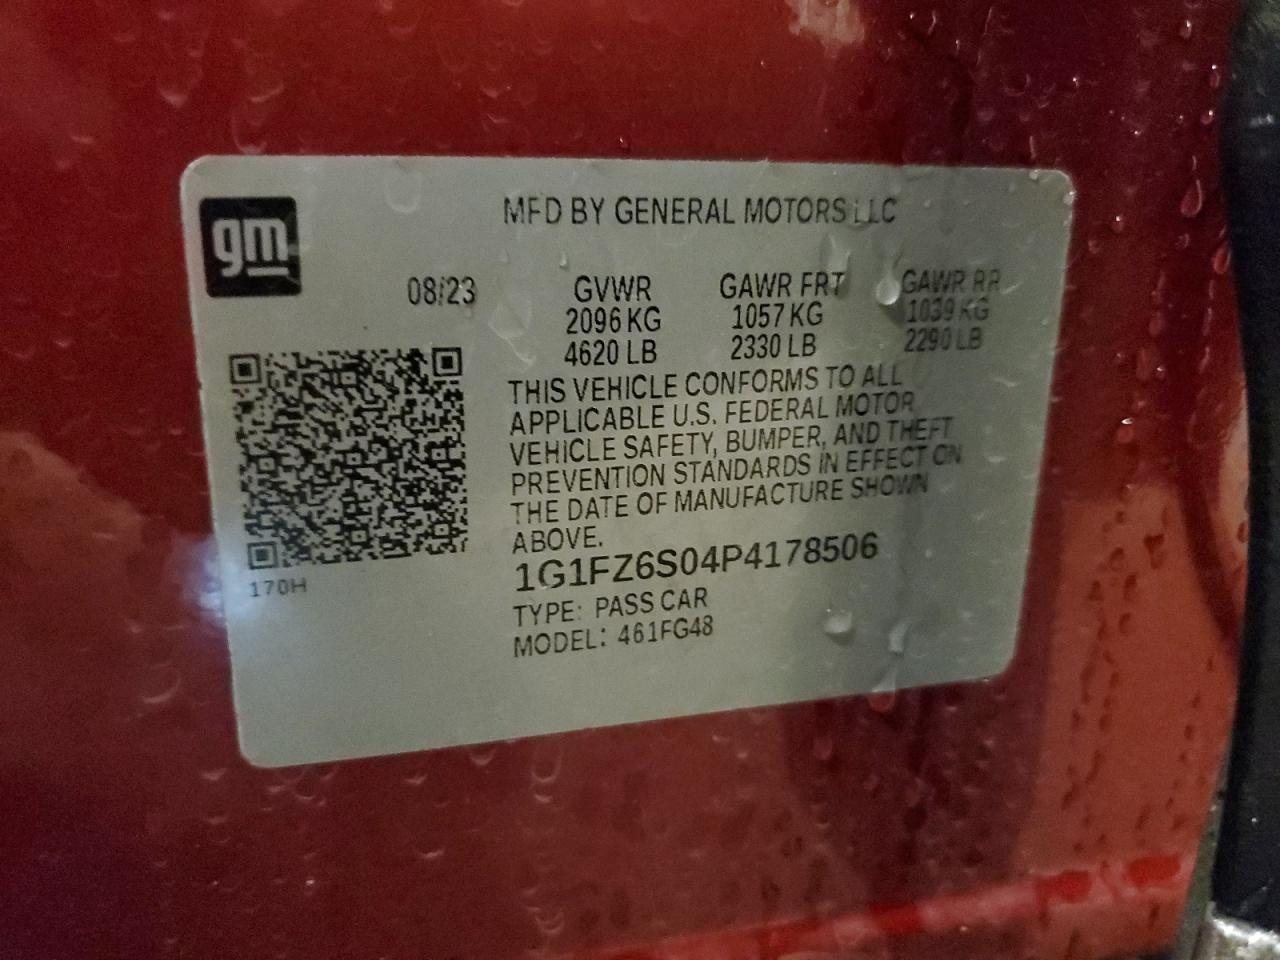 gm
MFD BY GENERAL MOTORS LLC
08/23 GVWR GAWR FRT GAWR RR
2096 KG 1057 KG 1039 KG
4620 LB 2330 LB 2290 LB
THIS VEHICLE CONFORMS TO ALL
APPLICABLE U.S. FEDERAL MOTOR
VEHICLE SAFETY, BUMPER, AND THEFT
PREVENTION STANDARDS IN EFFECT ON
THE DATE OF MANUFACTURE SHOWN
ABOVE.
1G1FZ6S04P4178506
170H
TYPE: PASS CAR
MODEL: 461FG48